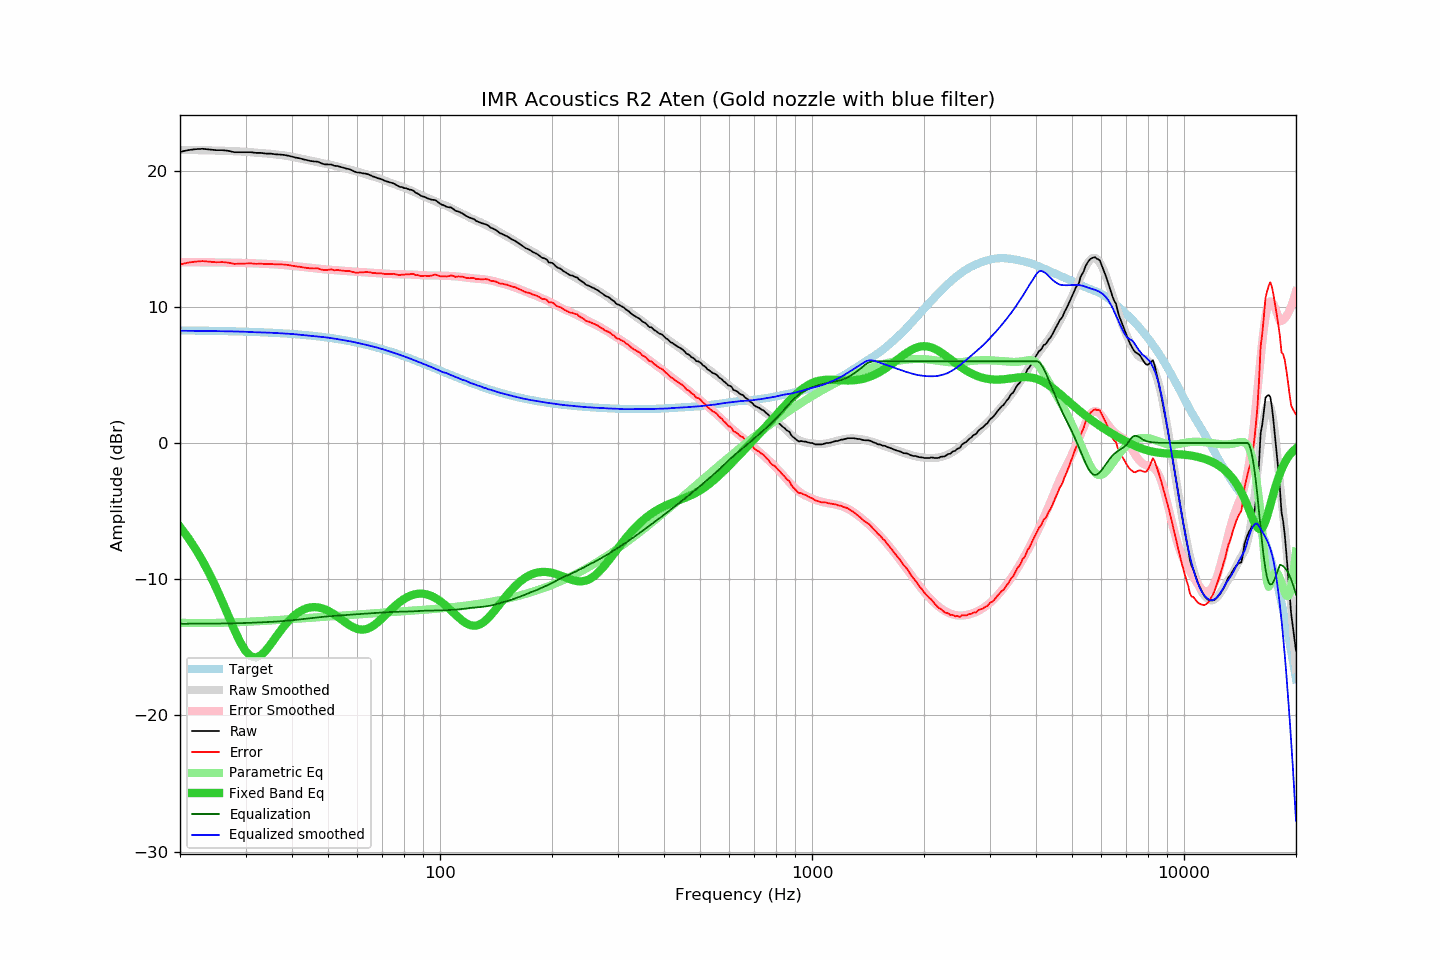 IMR Acoustics R2 Aten (Gold nozzle with blue filter)
Amplitude (dBr)
20
10
0
−10
−20
−30
Target
Raw Smoothed
Error Smoothed
Raw
Error
Parametric Eq
Fixed Band Eq
Equalization
Equalized smoothed
100 1000 10000
Frequency (Hz)